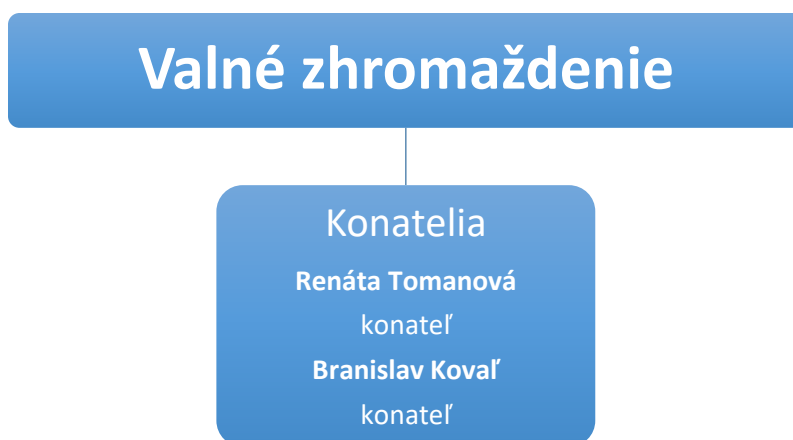 Valné zhromaždenie
Konatelia
Renáta Tomanová
konateľ
Branislav Kovaľ
konateľ